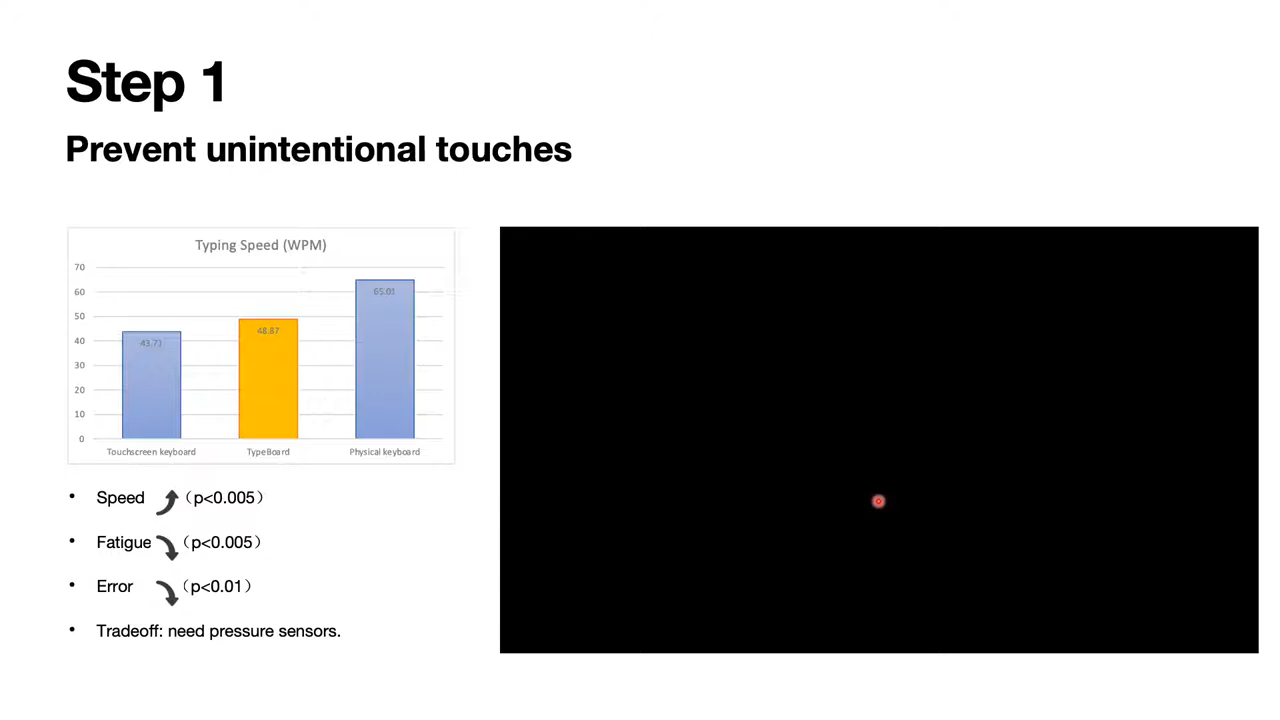 Step 1
Prevent unintentional touches
Typing Speed (WPM)
70
60
50
40
30
20
10
0
43.73
48.87
65.01
Touchscreen keyboard
TypeBoard
Physical keyboard
• Speed （p<0.005）
• Fatigue （p<0.005）
• Error （p<0.01）
• Tradeoff: need pressure sensors.